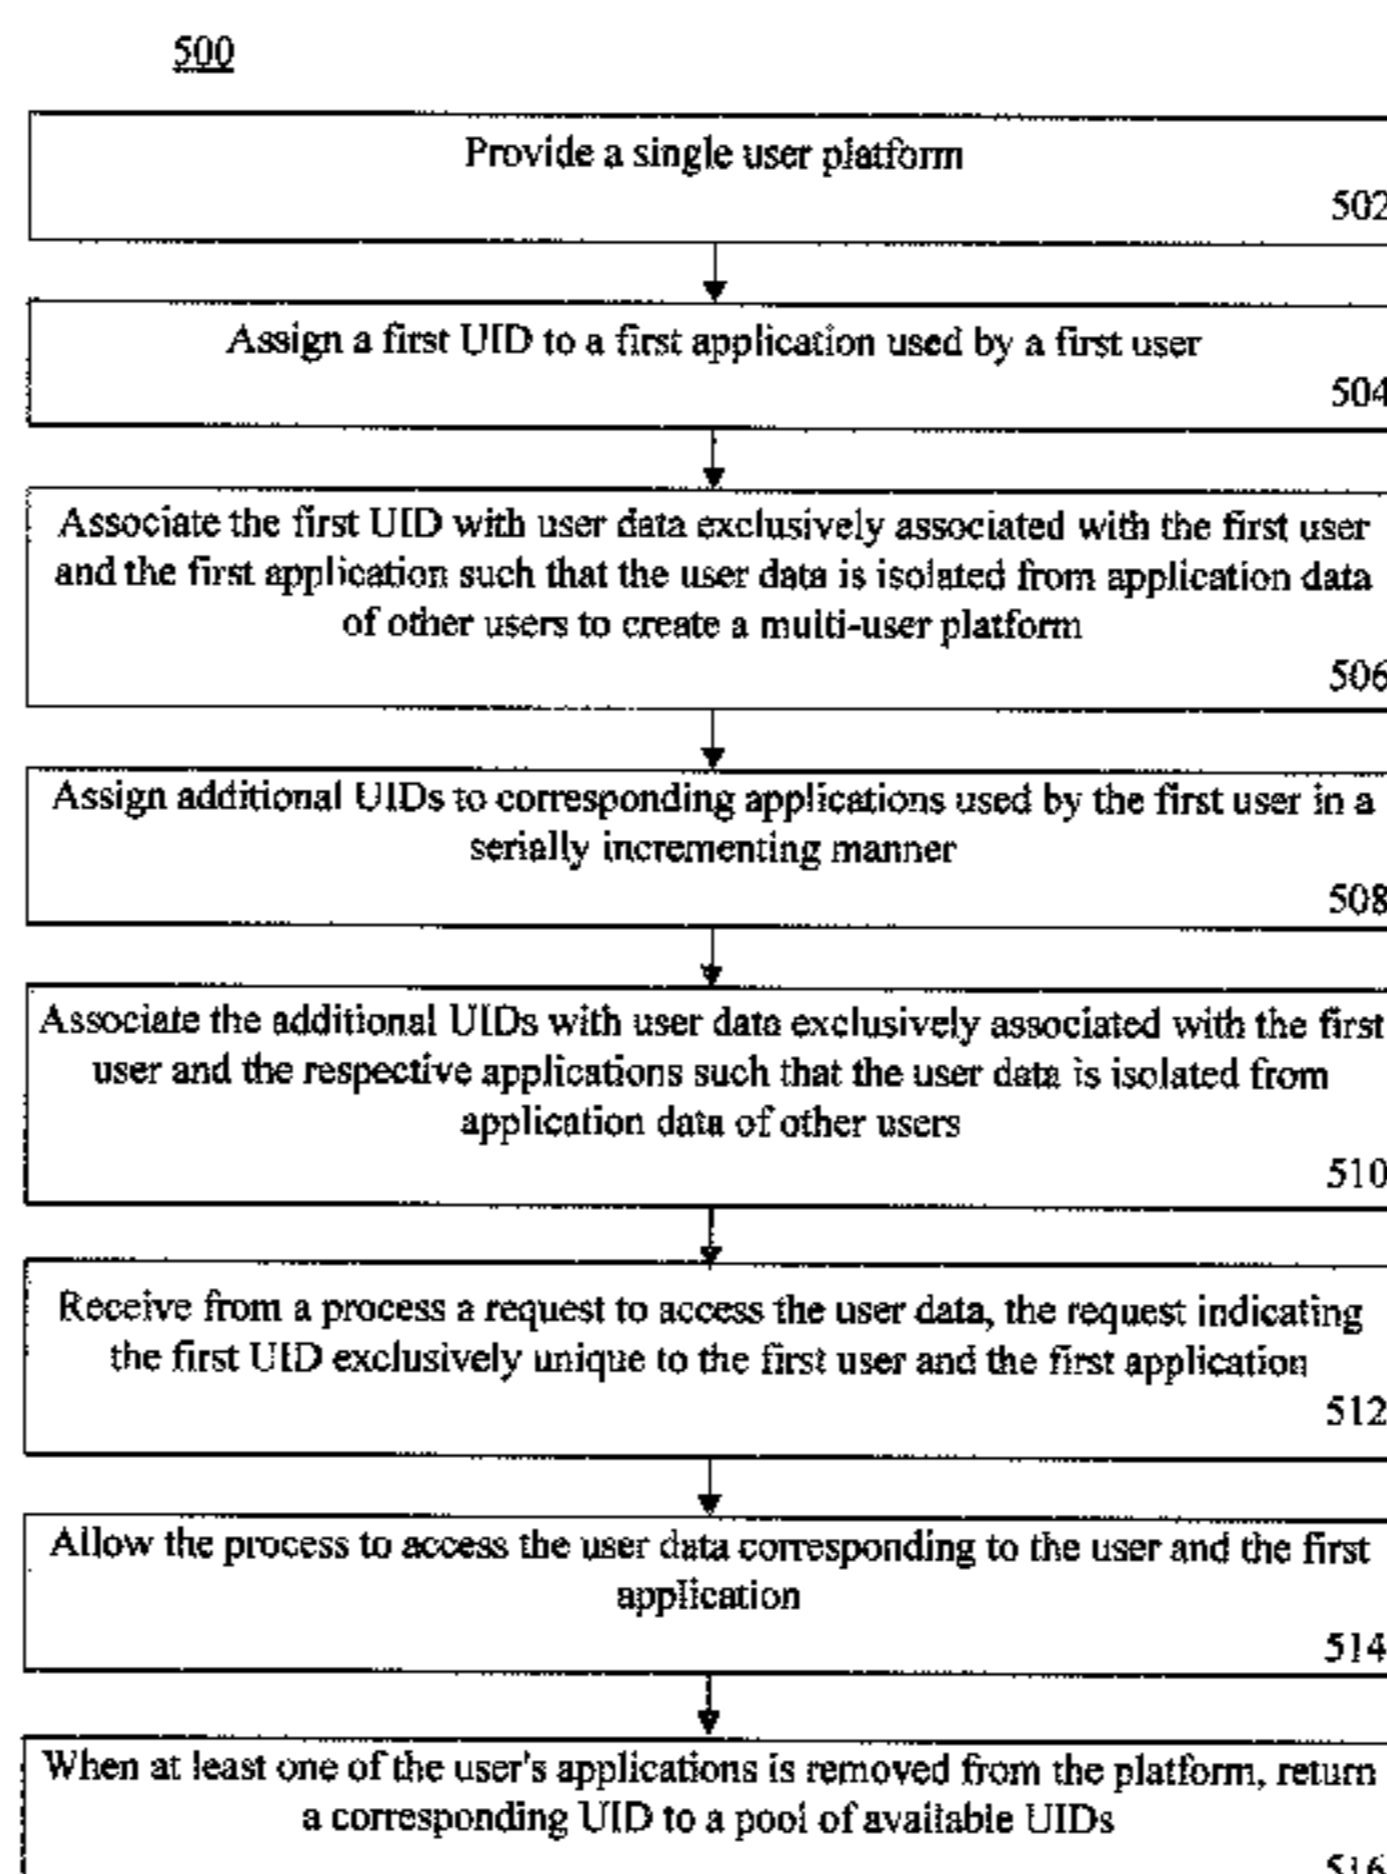 500
Provide a single user platform
502
Assign a first UID to a first application used by a first user
504
Associate the first UID with user data exclusively associated with the first user
and the first application such that the user data is isolated from application data
of other users to create a multi-user platform
506
Assign additional UIDs to corresponding applications used by the first user in a
serially incrementing manner
508
Associate the additional UIDs with user data exclusively associated with the first
user and the respective applications such that the user data is isolated from
application data of other users
510
Receive from a process a request to access the user data, the request indicating
the first UID exclusively unique to the first user and the first application
512
Allow the process to access the user data corresponding to the user and the first
application
514
When at least one of the user's applications is removed from the platform, return
a corresponding UID to a pool of available UIDs
516